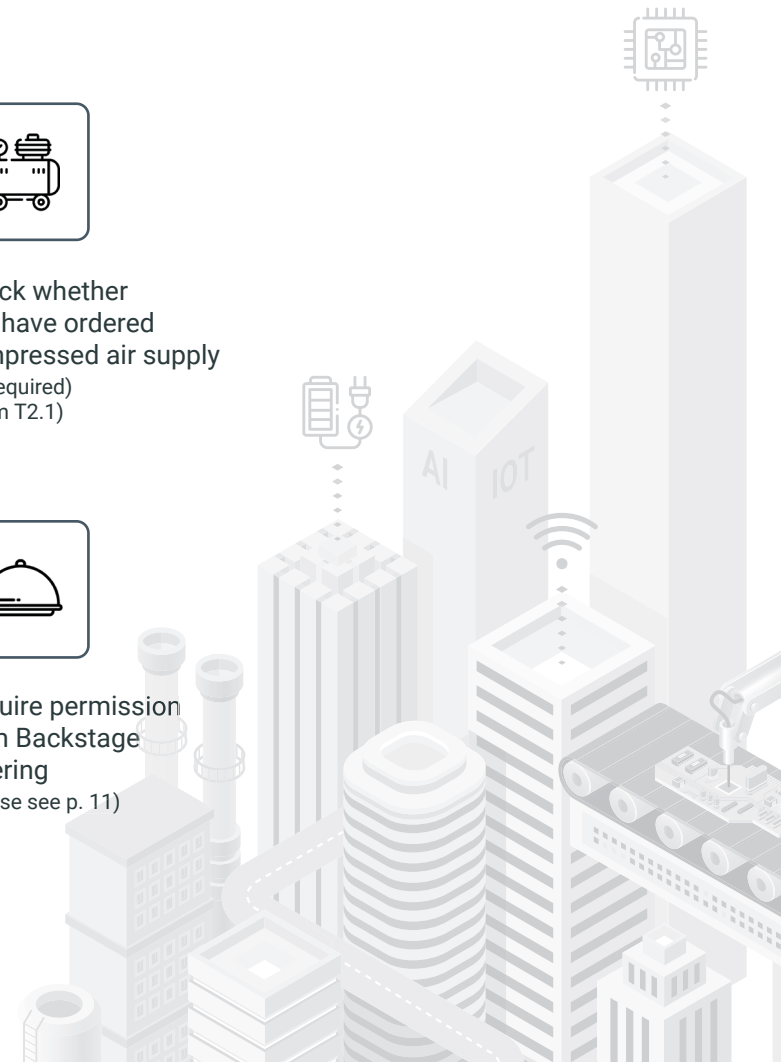 ck whether
have ordered
mpressed air supply
equired)
m T2.1)
AI IOT
uire permission
m Backstage
ering
se see p. 11)